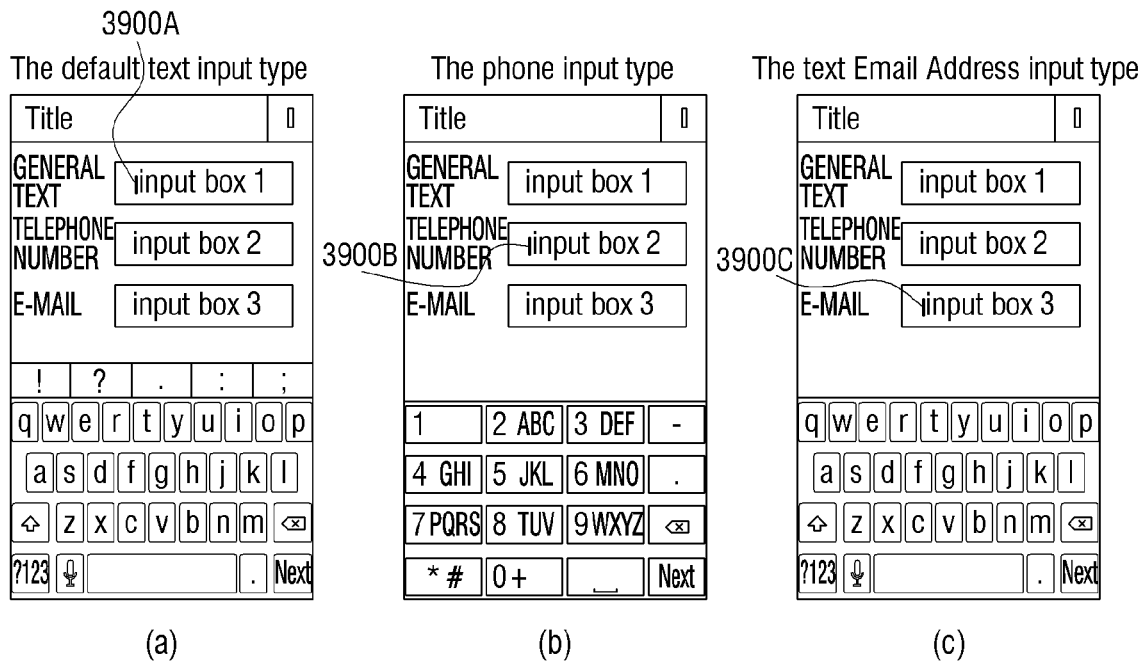 3900A
The default text input type
Title
GENERAL TEXT
input box 1
TELEPHONE NUMBER
input box 2
E-MAIL
input box 3
! ? . : ;
q w e r t y u i o p
a s d f g h j k l
z x c v b n m
?123 . Next
(a)
The phone input type
Title
GENERAL TEXT
input box 1
TELEPHONE NUMBER
input box 2
3900B
E-MAIL
input box 3
1 2 ABC 3 DEF -
4 GHI 5 JKL 6 MNO .
7 PQRS 8 TUV 9 WXYZ
* # 0 + Next
(b)
The text Email Address input type
Title
GENERAL TEXT
input box 1
TELEPHONE NUMBER
input box 2
3900C
E-MAIL
input box 3
q w e r t y u i o p
a s d f g h j k l
z x c v b n m
?123 . Next
(c)